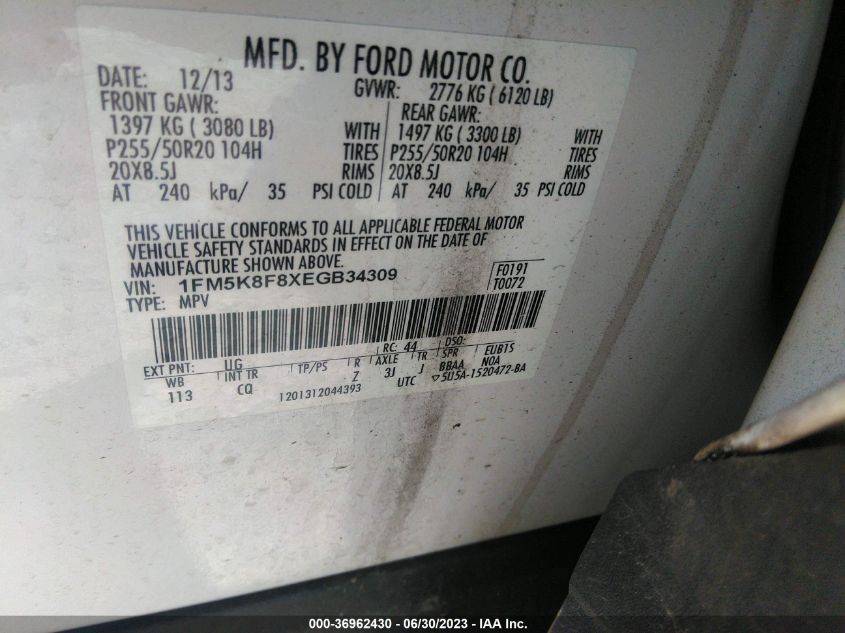 MFD. BY FORD MOTOR CO.
DATE: 12/13
GVWR: 2776 KG ( 6120 LB)
FRONT GAWR:
1397 KG ( 3080 LB) WITH
P255/50R20 104H TIRES
20X8.5J RIMS
AT 240 kPa/ 35 PSI COLD
REAR GAWR:
1497 KG ( 3300 LB) WITH
P255/50R20 104H TIRES
20X8.5J RIMS
AT 240 kPa/ 35 PSI COLD
THIS VEHICLE CONFORMS TO ALL APPLICABLE FEDERAL MOTOR
VEHICLE SAFETY STANDARDS IN EFFECT ON THE DATE OF
MANUFACTURE SHOWN ABOVE.
VIN: 1FM5K8F8XEGB34309
TYPE: MPV
F0191
T0072
EXT PNT: UG RC: 44 DSO:
WB INT TR TP/PS R AXLE TR SPR EUB1S
113 CQ Z 3J J BBAA NOA
1201312044393 UTC ▽5U5A-1520472-BA
000-36962430 - 06/30/2023 - IAA Inc.